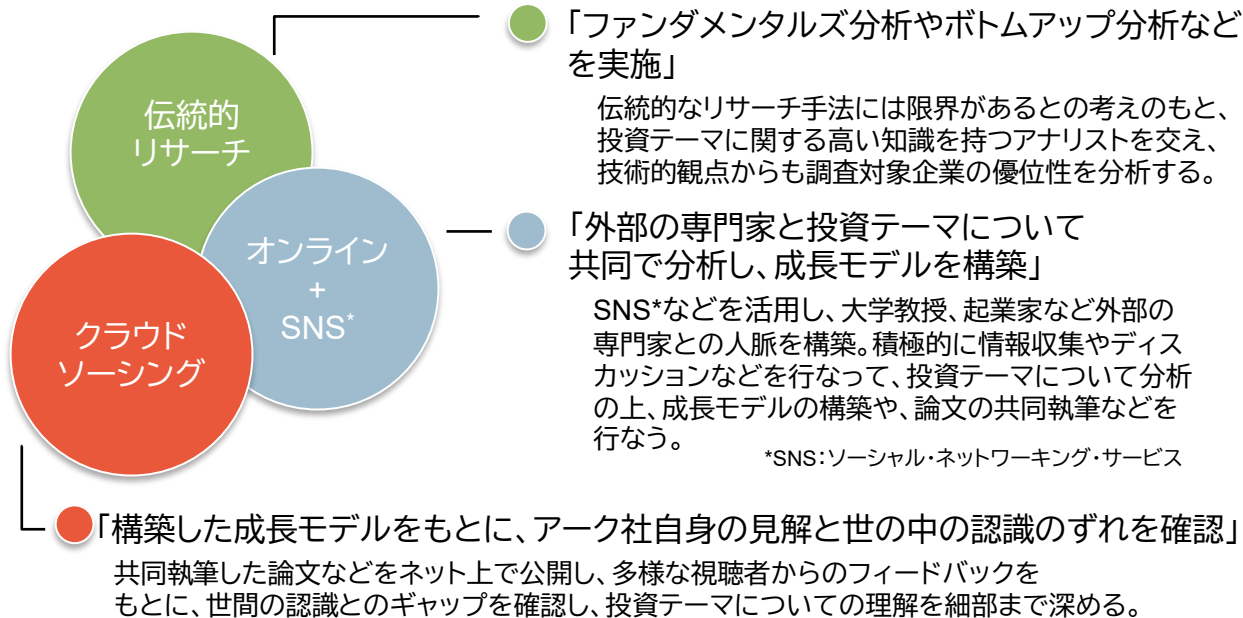 伝統的
リサーチ
オンライン
+
SNS*
クラウド
ソーシング
「ファンダメンタルズ分析やボトムアップ分析など
を実施」
伝統的なリサーチ手法には限界があるとの考えのもと、
投資テーマに関する高い知識を持つアナリストを交え、
技術的観点からも調査対象企業の優位性を分析する。
「外部の専門家と投資テーマについて
共同で分析し、成長モデルを構築」
SNS*などを活用し、大学教授、起業家など外部の
専門家との人脈を構築。積極的に情報収集やディス
カッションなどを行なって、投資テーマについて分析
の上、成長モデルの構築や、論文の共同執筆などを
行なう。
*SNS：ソーシャル・ネットワーキング・サービス
「構築した成長モデルをもとに、アーク社自身の見解と世の中の認識のずれを確認」
共同執筆した論文などをネット上で公開し、多様な視聴者からのフィードバックを
もとに、世間の認識とのギャップを確認し、投資テーマについての理解を細部まで深める。